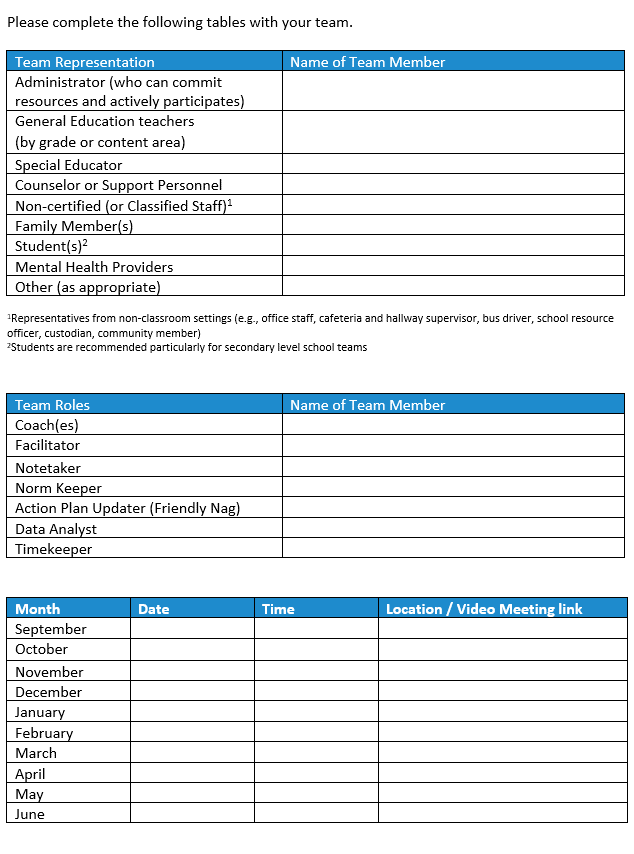 Please complete the following tables with your team.
Team Representation Name of Team Member
Administrator (who can commit
resources and actively participates)
General Education teachers
(by grade or content area)
Special Educator
Counselor or Support Personnel
Non-certified (or Classified Staff)¹
Family Member(s)
Student(s)²
Mental Health Providers
Other (as appropriate)
¹Representatives from non-classroom settings (e.g., office staff, cafeteria and hallway supervisor, bus driver, school resource
officer, custodian, community member)
²Students are recommended particularly for secondary level school teams
Team Roles Name of Team Member
Coach(es)
Facilitator
Notetaker
Norm Keeper
Action Plan Updater (Friendly Nag)
Data Analyst
Timekeeper
Month Date Time Location / Video Meeting link
September
October
November
December
January
February
March
April
May
June